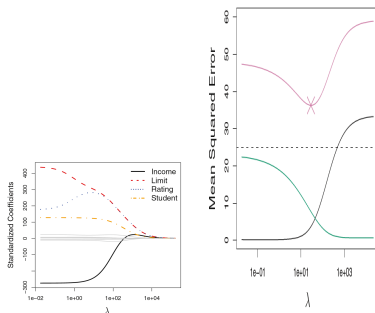 Standardized Coefficients
400
300
200
100
0
−100
−300
Income
Limit
Rating
Student
1e−02
1e+00
1e+02
1e+04
λ
Mean Squared Error
60
50
40
30
20
10
0
1e−01
1e+01
1e+03
λ